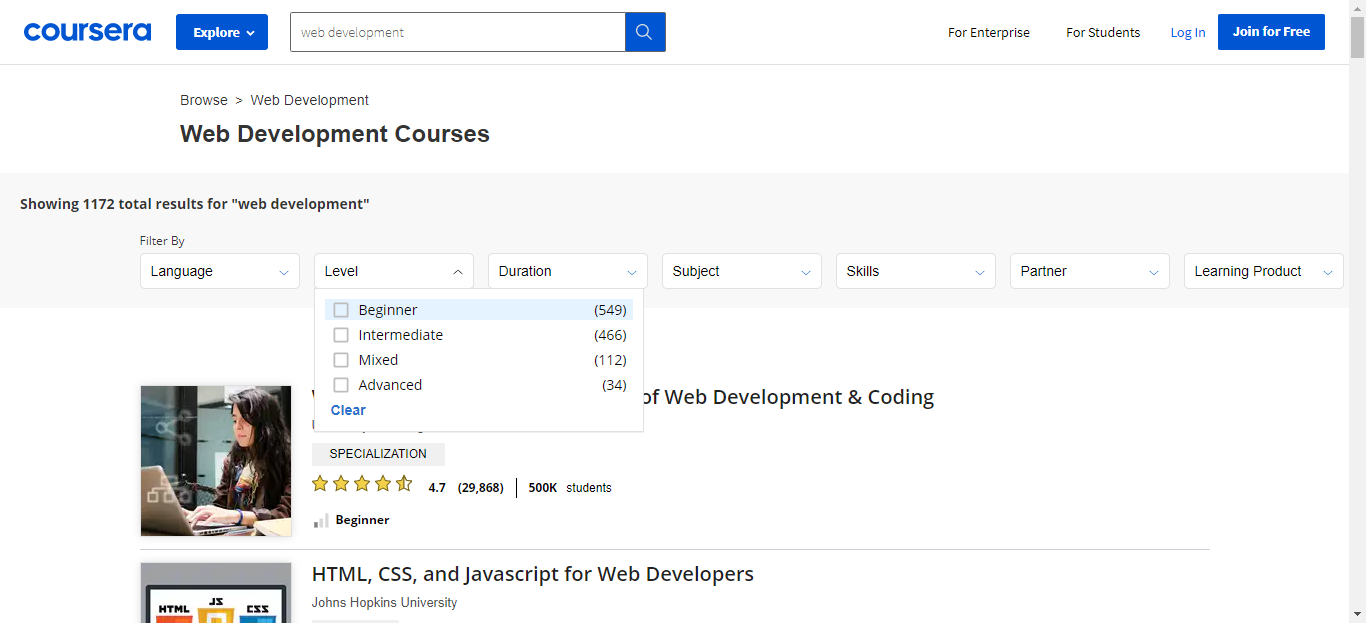 coursera Explore web development For Enterprise For Students Log In Join for Free
Browse > Web Development
Web Development Courses
Showing 1172 total results for "web development"
Filter By
Language Level Duration Subject Skills Partner Learning Product
Beginner (549)
Intermediate (466)
Mixed (112)
Advanced (34)
Clear
of Web Development & Coding
SPECIALIZATION
4.7 (29,868) 500K students
Beginner
HTML, CSS, and Javascript for Web Developers
Johns Hopkins University
HTML JS CSS